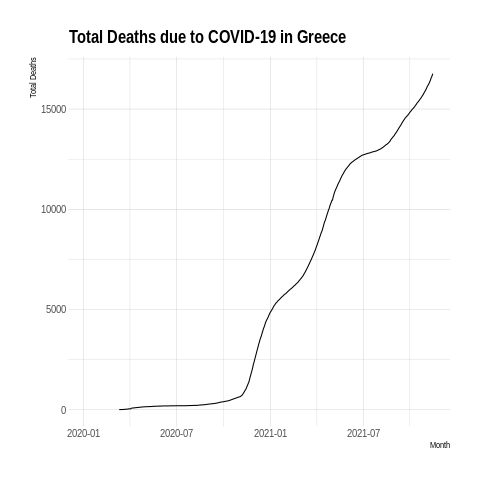 Total Deaths due to COVID-19 in Greece
Total Deaths
15000
10000
5000
0
2020-01 2020-07 2021-01 2021-07
Month